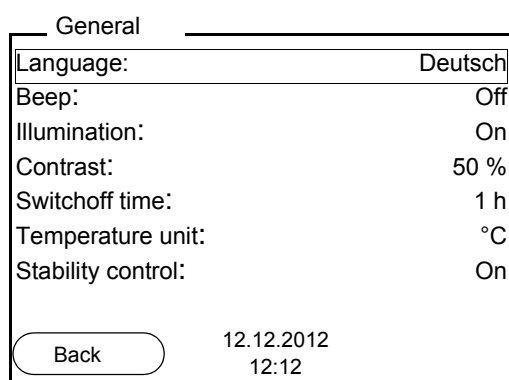 General
Language: Deutsch
Beep: Off
Illumination: On
Contrast: 50 %
Switchoff time: 1 h
Temperature unit: °C
Stability control: On
Back
12.12.2012
12:12